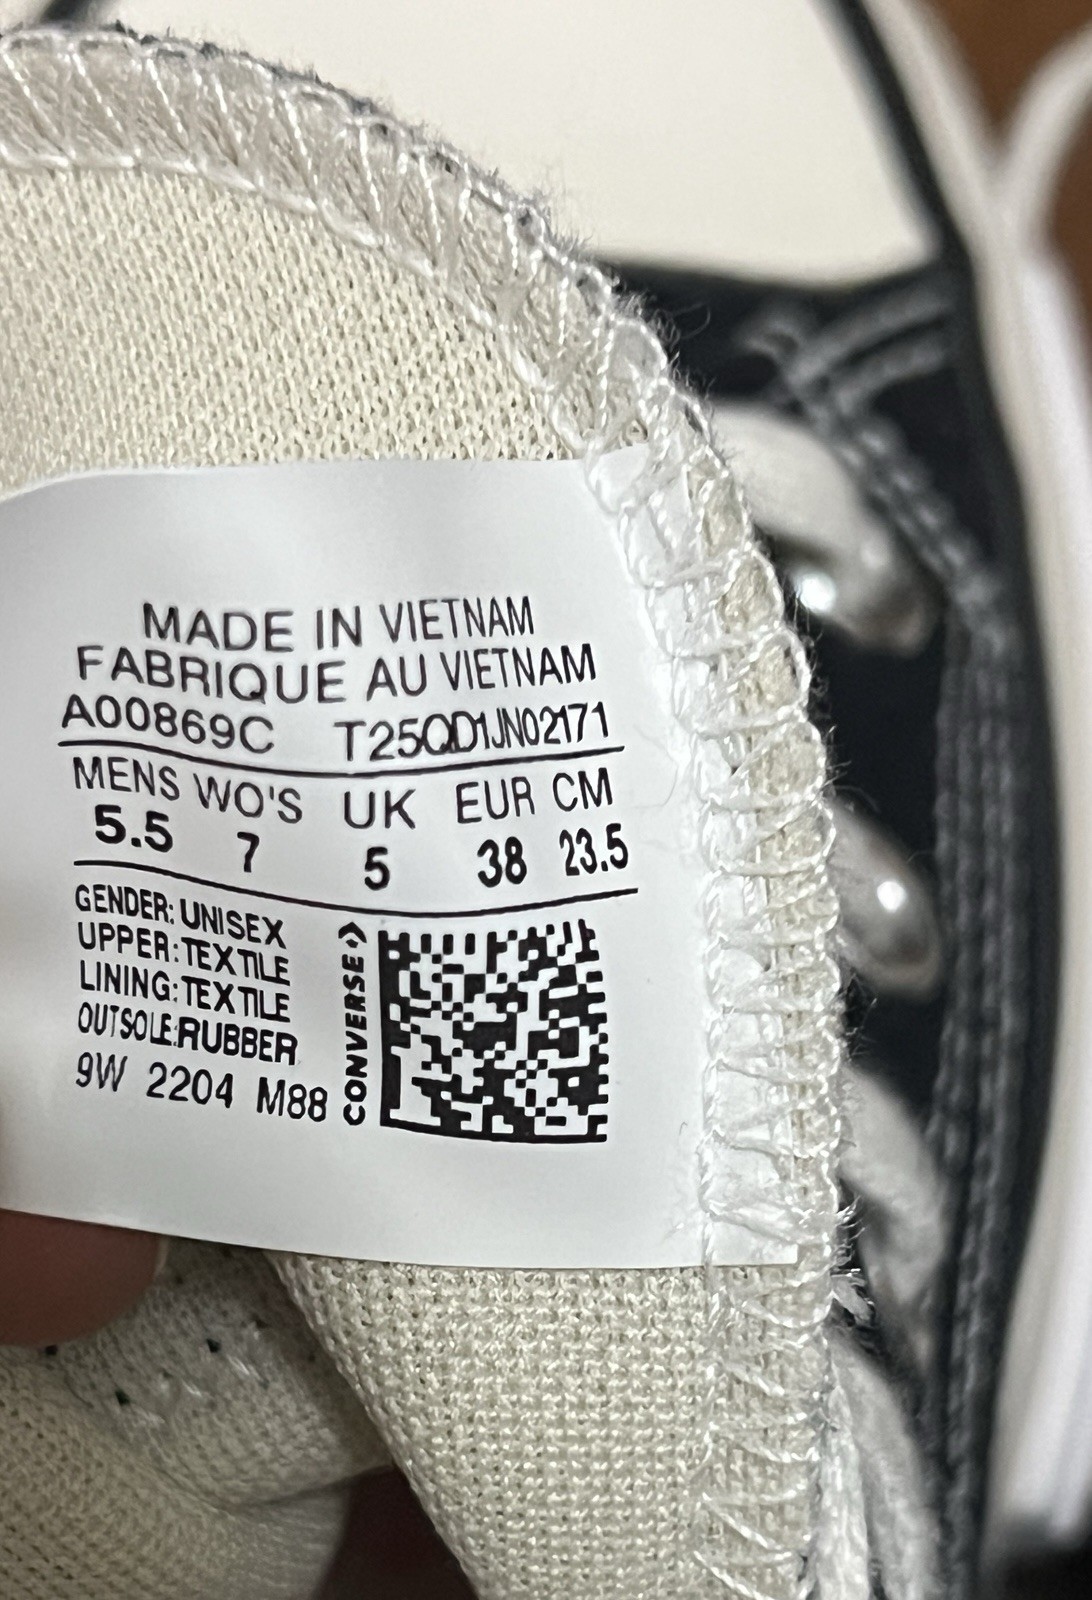 MADE IN VIETNAM
FABRIQUE AU VIETNAM
A00869C T25QD1JN02171
MENS WO'S UK EUR CM
5.5 7 5 38 23.5
GENDER: UNISEX
UPPER: TEXTILE
LINING: TEXTILE
OUTSOLE:RUBBER
9W 2204 M88
CONVERSE